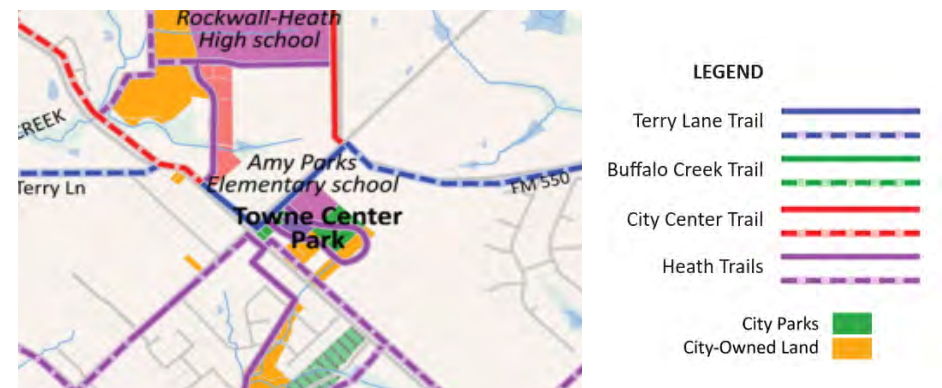 Rockwall-Heath
High school
CREEK
Amy Parks
Elementary school
Terry Ln
FM 550
Towne Center
Park
LEGEND
Terry Lane Trail
Buffalo Creek Trail
City Center Trail
Heath Trails
City Parks
City-Owned Land